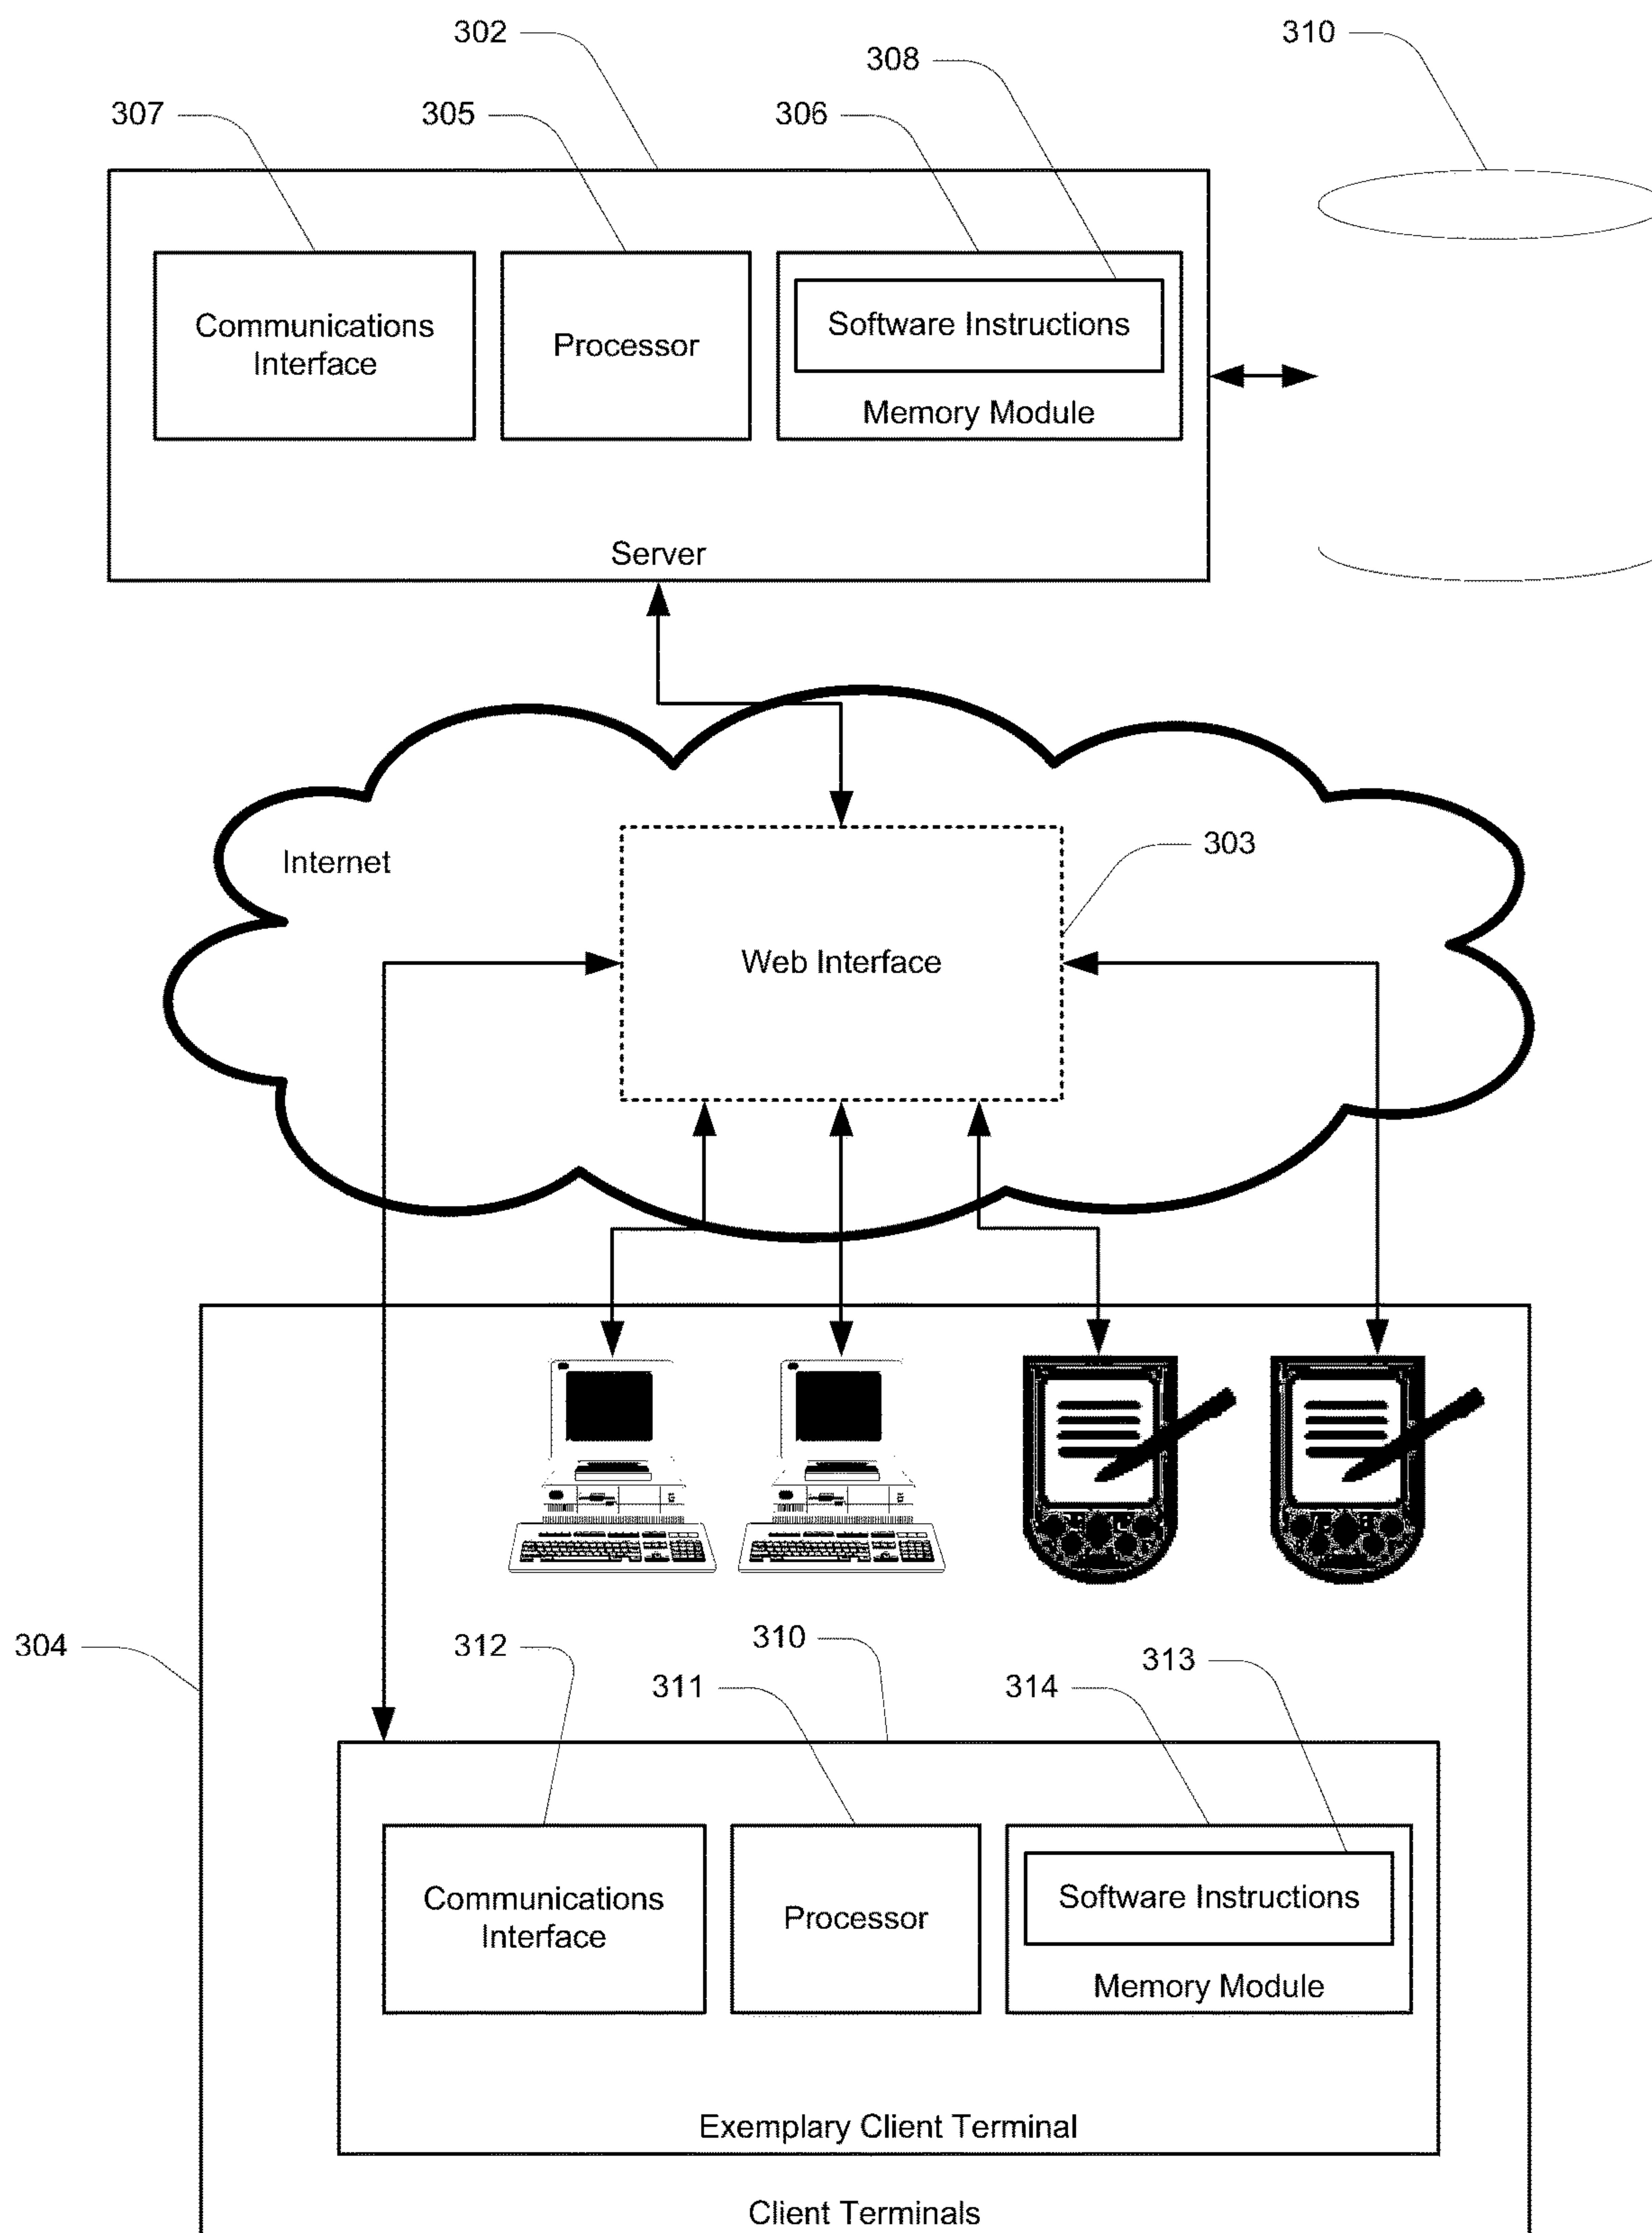 302
310
308
307
305
306
Communications
Interface
Processor
Software Instructions
Memory Module
Server
Internet
303
Web Interface
304
312
310
311
314
313
Communications
Interface
Processor
Software Instructions
Memory Module
Exemplary Client Terminal
Client Terminals